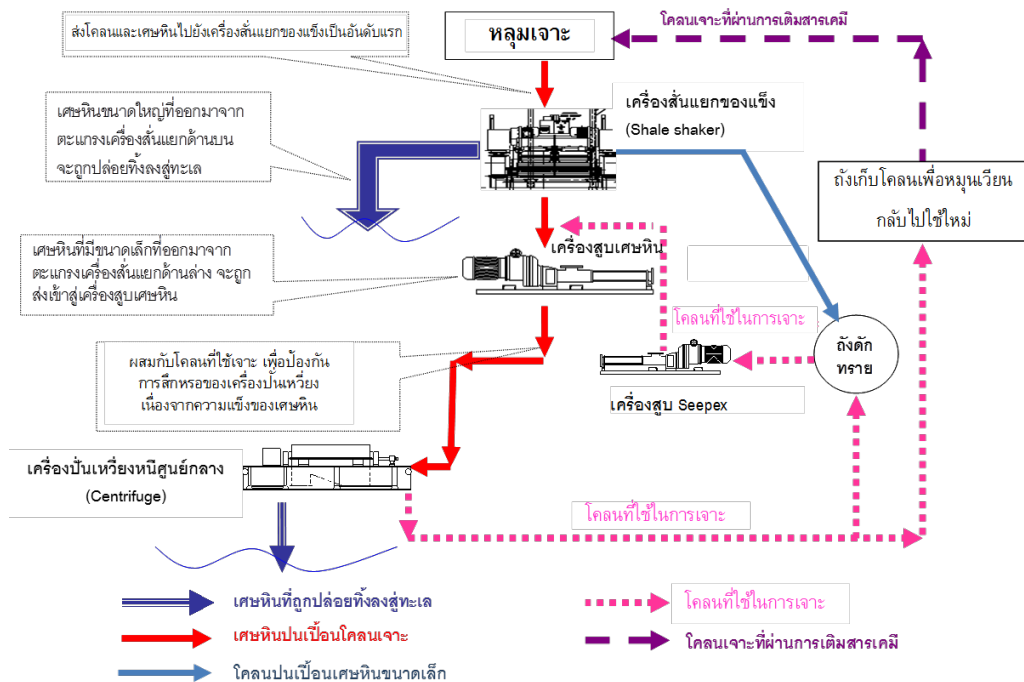 โคลนเจาะที่ผ่านการเติมสารเคมี
ส่งโคลนและเศษหินไปยังเครื่องสั่นแยกของแข็งเป็นอันดับแรก
หลุมเจาะ
เครื่องสั่นแยกของแข็ง
(Shale shaker)
เศษหินขนาดใหญ่ที่ออกมาจาก
ตะแกรงเครื่องสั่นแยกด้านบน
จะถูกปล่อยทิ้งลงสู่ทะเล
ถังเก็บโคลนเพื่อหมุนเวียน
กลับไปใช้ใหม่
เศษหินที่มีขนาดเล็กที่ออกมาจาก
ตะแกรงเครื่องสั่นแยกด้านล่าง จะถูก
ส่งเข้าสู่เครื่องสูบเศษหิน
เครื่องสูบเศษหิน
โคลนที่ใช้ในการเจาะ
ถังดัก
ทราย
ผสมกับโคลนที่ใช้เจาะ เพื่อป้องกัน
การสึกหรอของเครื่องปั่นเหวี่ยง
เนื่องจากความแข็งของเศษหิน
เครื่องสูบ Seepex
เครื่องปั่นเหวี่ยงหนีศูนย์กลาง
(Centrifuge)
โคลนที่ใช้ในการเจาะ
เศษหินที่ถูกปล่อยทิ้งลงสู่ทะเล
โคลนที่ใช้ในการเจาะ
เศษหินปนเปื้อนโคลนเจาะ
โคลนเจาะที่ผ่านการเติมสารเคมี
โคลนปนเปื้อนเศษหินขนาดเล็ก